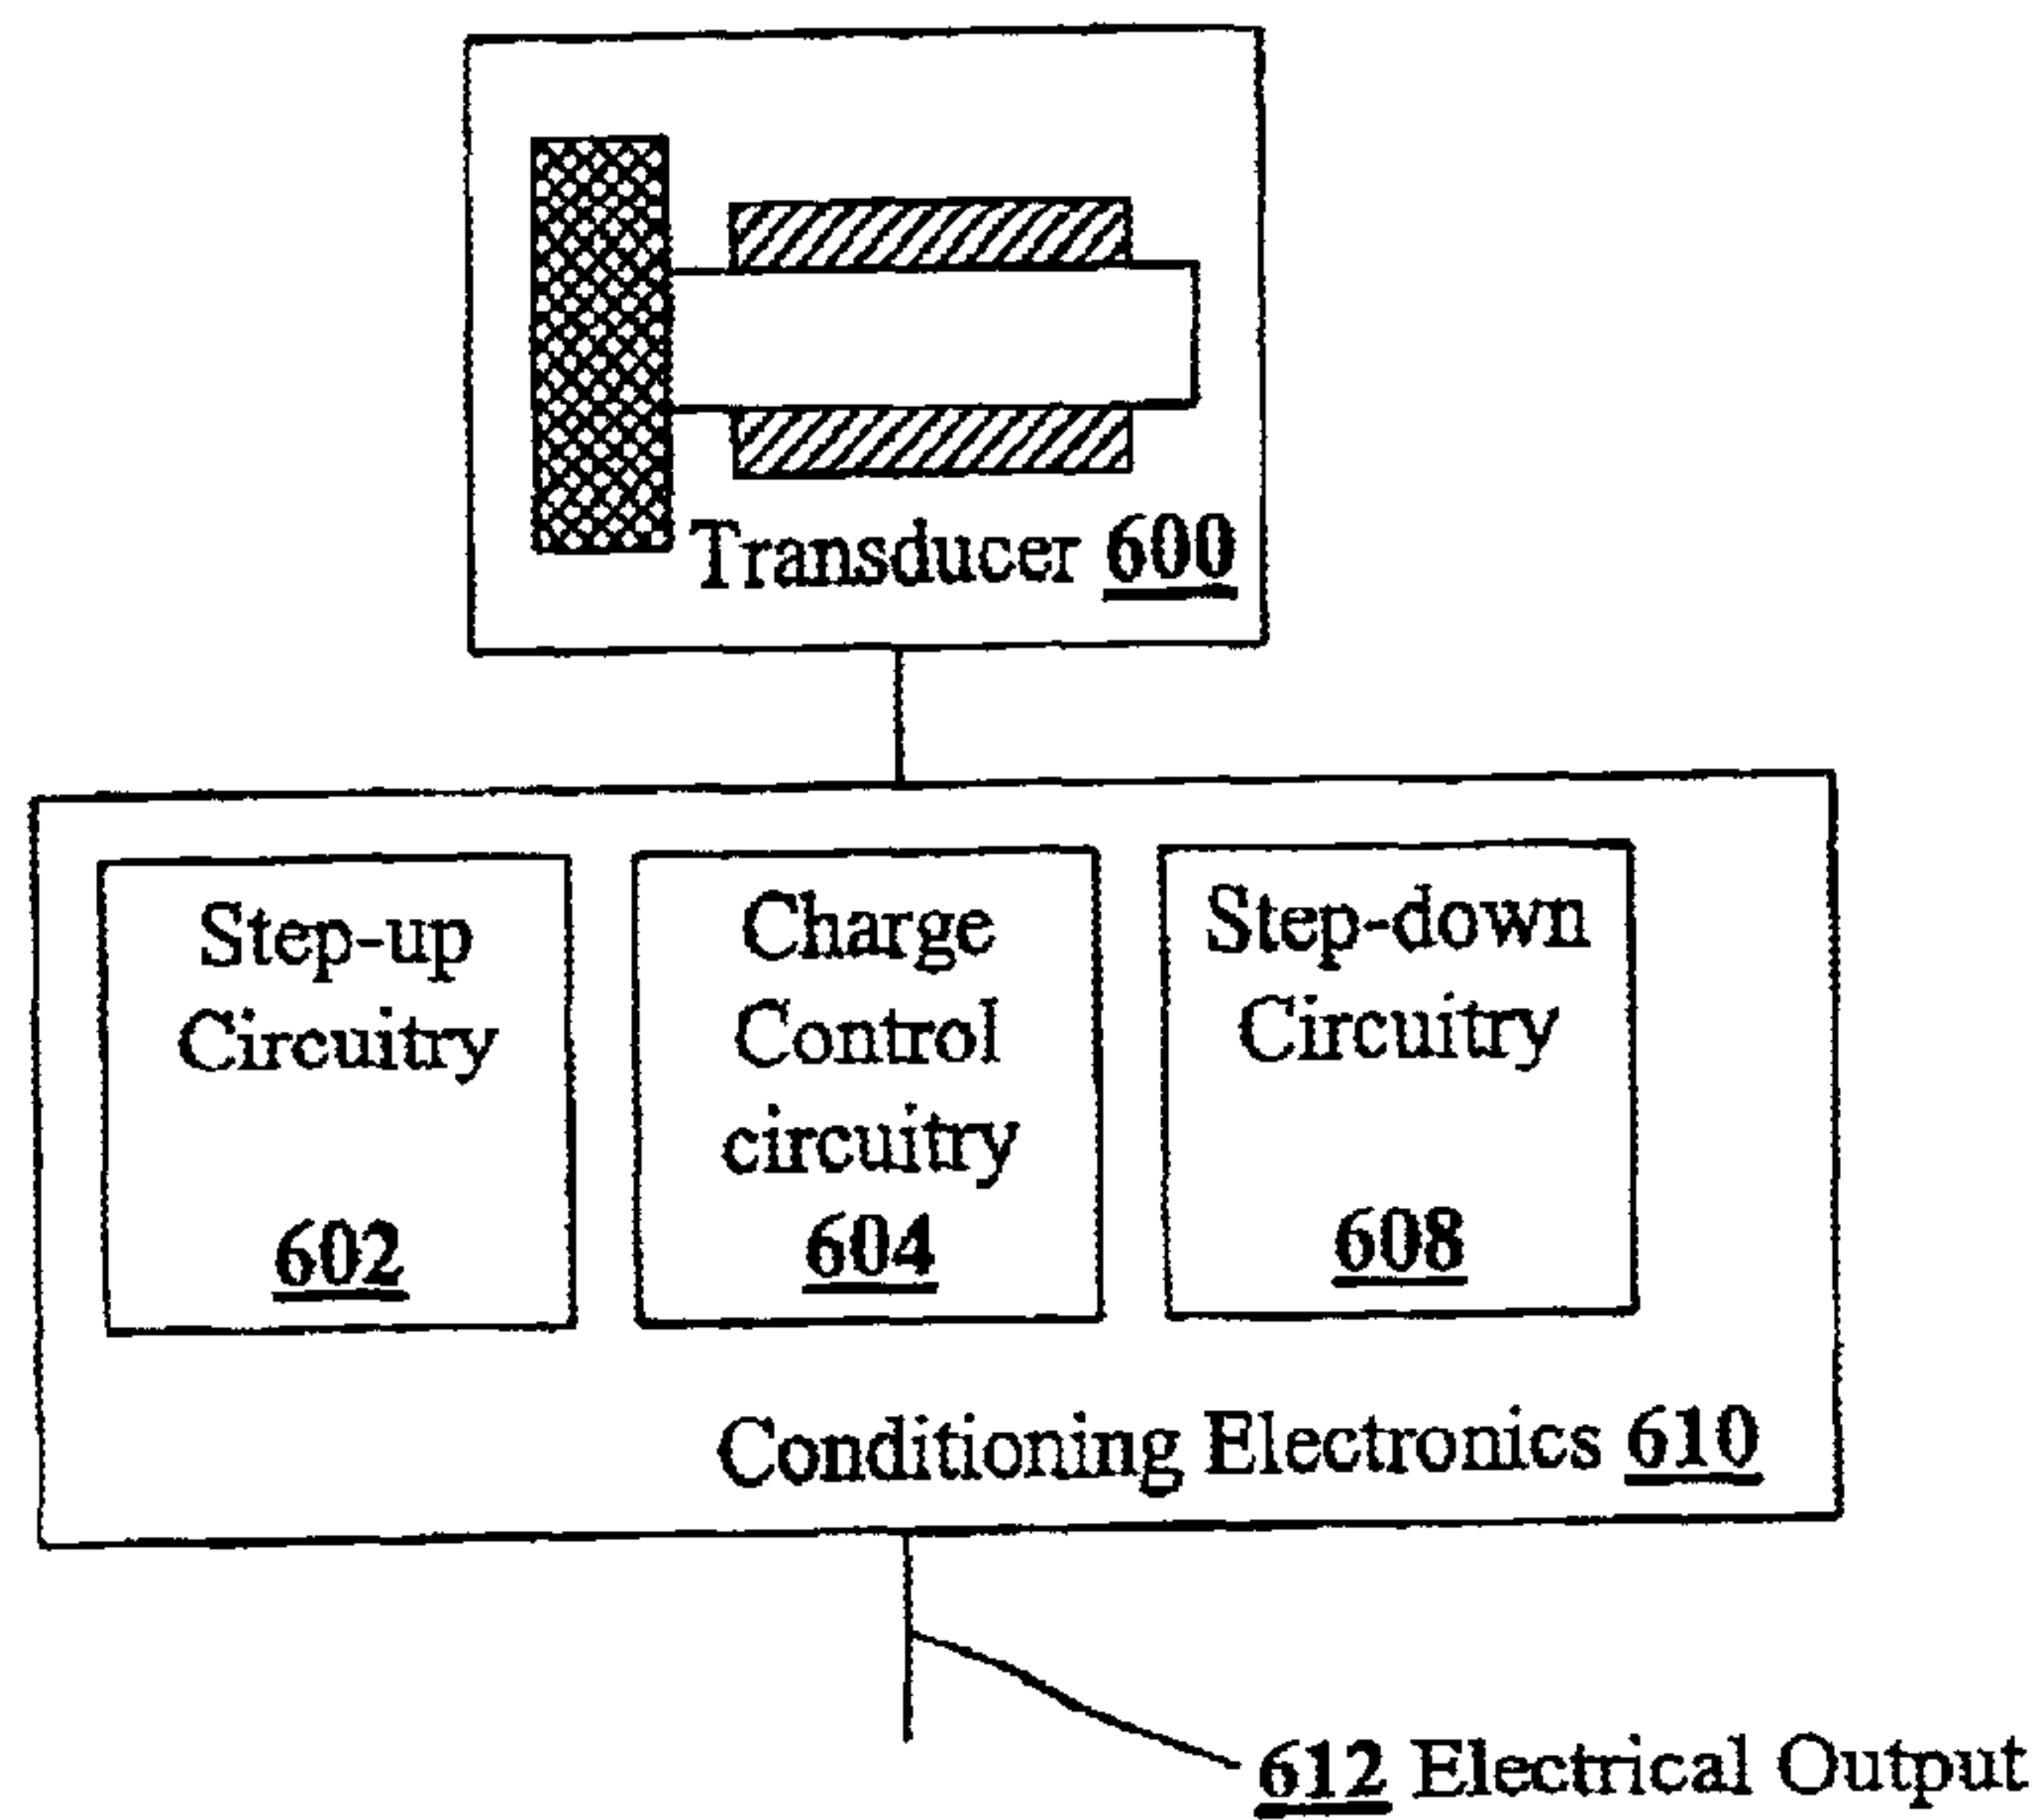 Transducer 600
Step-up
Circuitry
602
Charge
Control
circuitry
604
Step-down
Circuitry
608
Conditioning Electronics 610
612 Electrical Output